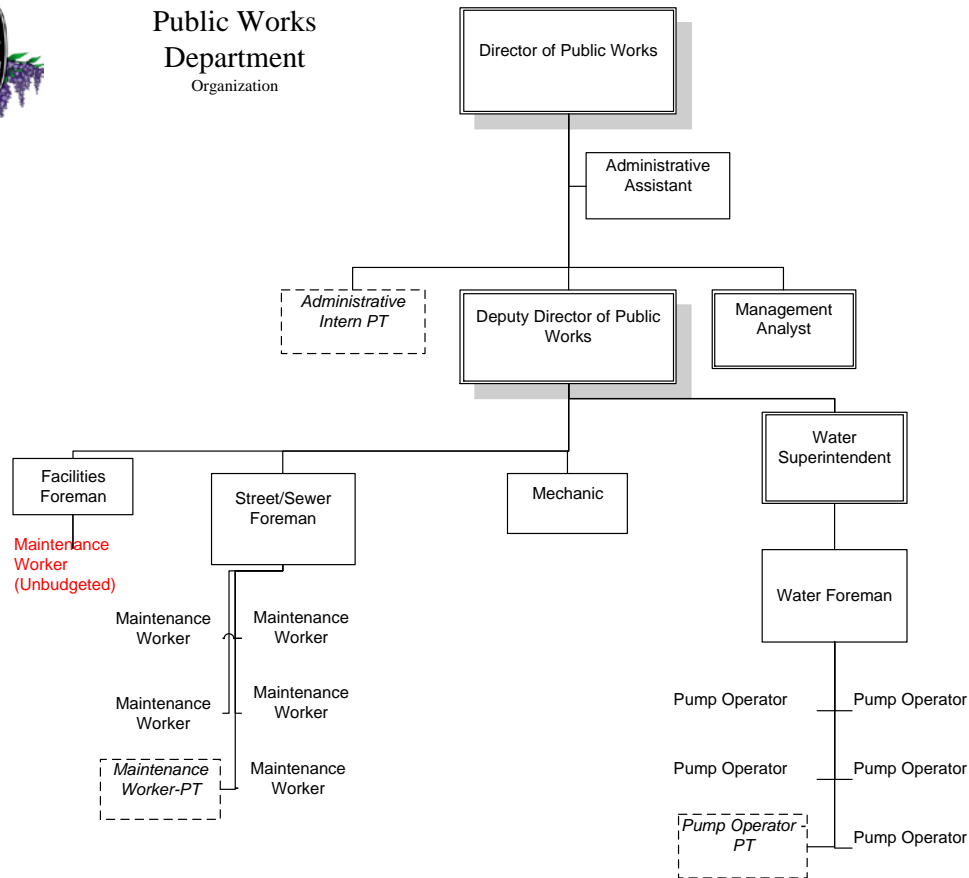 Public Works
Department
Organization
Director of Public Works
Administrative
Assistant
Administrative
Intern PT
Deputy Director of Public
Works
Management
Analyst
Facilities
Foreman
Street/Sewer
Foreman
Mechanic
Water
Superintendent
Maintenance
Worker
(Unbudgeted)
Water Foreman
Maintenance
Worker
Maintenance
Worker
Maintenance
Worker
Maintenance
Worker
Maintenance
Worker-PT
Maintenance
Worker
Pump Operator
Pump Operator
Pump Operator
Pump Operator
Pump Operator -
PT
Pump Operator